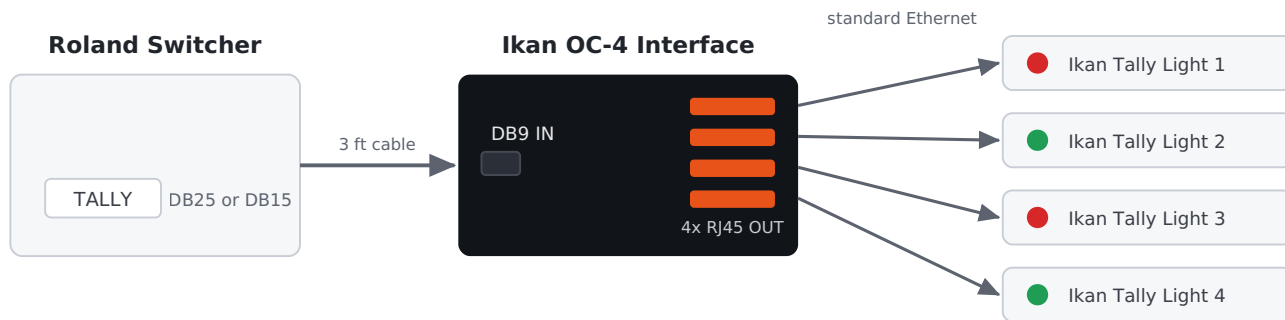 standard Ethernet
Roland Switcher
Ikan OC-4 Interface
Ikan Tally Light 1
DB9 IN
3 ft cable
Ikan Tally Light 2
TALLY
DB25 or DB15
4x RJ45 OUT
Ikan Tally Light 3
Ikan Tally Light 4